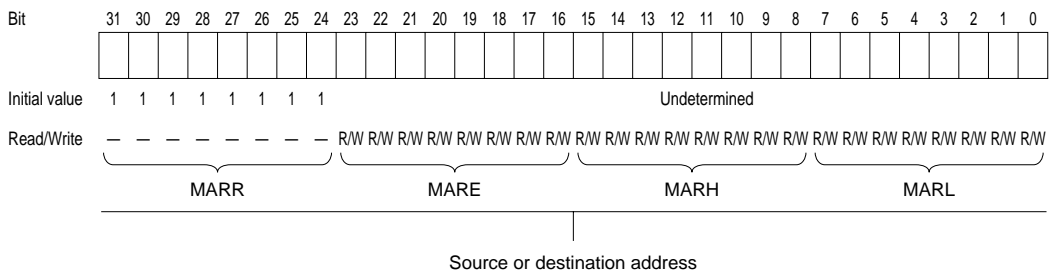 Bit 31 30 29 28 27 26 25 24 23 22 21 20 19 18 17 16 15 14 13 12 11 10 9 8 7 6 5 4 3 2 1 0
Initial value 1 1 1 1 1 1 1 1 Undetermined
Read/Write — — — — — — — — R/W R/W R/W R/W R/W R/W R/W R/W R/W R/W R/W R/W R/W R/W R/W R/W R/W R/W R/W R/W R/W R/W R/W R/W
MARR MARE MARH MARL
Source or destination address